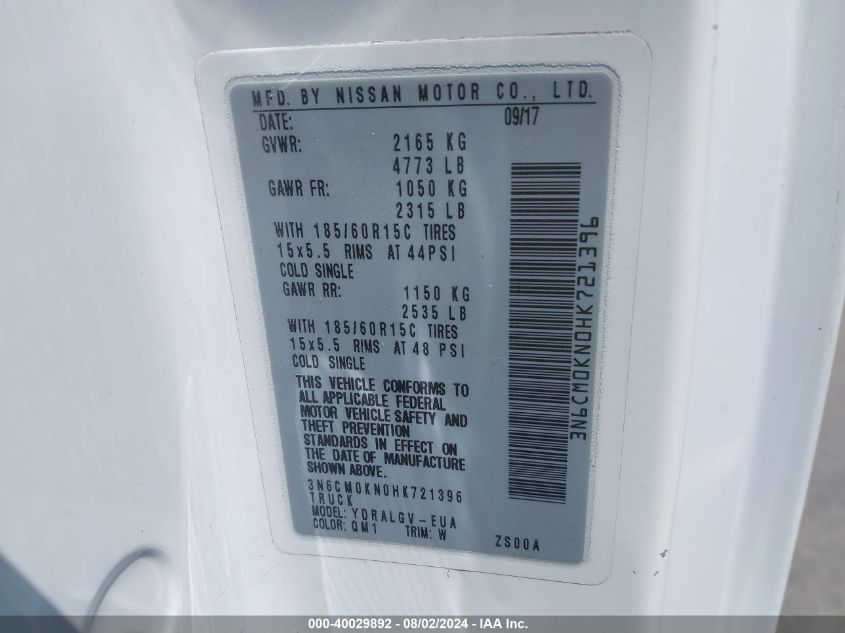 MFD. BY NISSAN MOTOR CO., LTD.
DATE: 09/17
GVWR: 2165 KG
4773 LB
GAWR FR: 1050 KG
2315 LB
WITH 185/60R15C TIRES
15x5.5 RIMS AT 44PSI
COLD SINGLE
GAWR RR: 1150 KG
2535 LB
WITH 185/60R15C TIRES
15x5.5 RIMS AT 48 PSI
COLD SINGLE
THIS VEHICLE CONFORMS TO
ALL APPLICABLE FEDERAL
MOTOR VEHICLE SAFETY AND
THEFT PREVENTION
STANDARDS IN EFFECT ON
THE DATE OF MANUFACTURE
SHOWN ABOVE.
3N6CM0KN0HK721396
TRUCK
MODEL: YDRALGV-EUA
COLOR: QM1 TRIM: W ZS00A
3N6CM0KN0HK721396
000-40029892 - 08/02/2024 - IAA Inc.